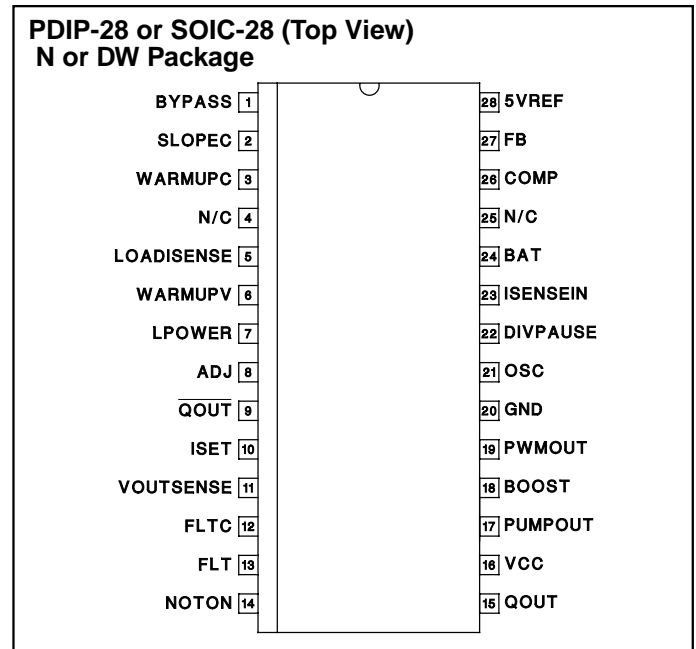 PDIP-28 or SOIC-28 (Top View)
N or DW Package
BYPASS 1
SLOPEC 2
WARMUPC 3
N/C 4
LOADISENSE 5
WARMUPV 6
LPOWER 7
ADJ 8
QOUT 9
ISET 10
VOUTSENSE 11
FLTC 12
FLT 13
NOTON 14
28 5VREF
27 FB
26 COMP
25 N/C
24 BAT
23 ISENSEIN
22 DIVPAUSE
21 OSC
20 GND
19 PWMOUT
18 BOOST
17 PUMPOUT
16 VCC
15 QOUT